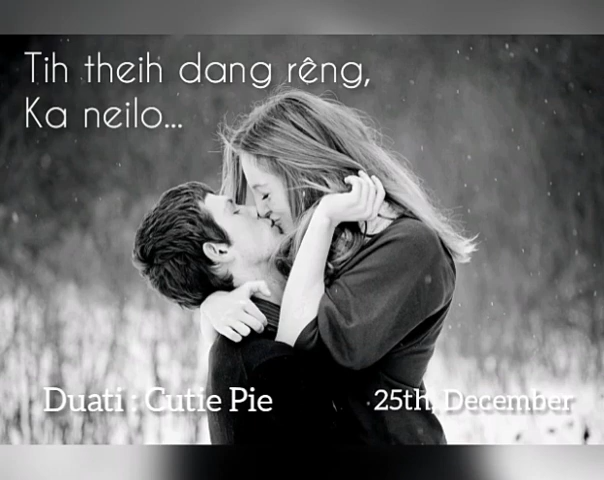 Tih theih dang rêng,
Ka neilo...
Duati : Cutie Pie
25th, December